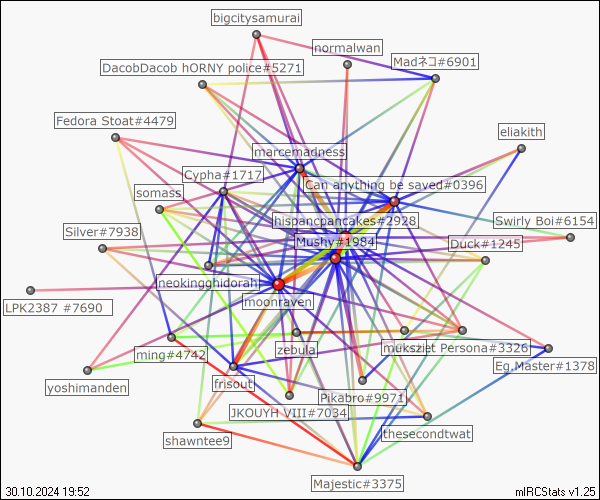 bigcitysamurai
normalwan
DacobDacob hORNY police#5271
Madネコ#6901
Fedora Stoat#4479
eliakith
marcemadness
Cypha#1717
Can anything be saved#0396
somass
hispancpancakes#2928
Swirly Boi#6154
Silver#7938
Mushy#1984
Duck#1245
neokingghidorah
moonraven
LPK2387 #7690
zebula
Persona#3326
ming#4742
Eg.Master#1378
frisout
yoshimanden
Pikabro#9971
JKOUYH VIII#7034
thesecondtwat
shawntee9
Majestic#3375
30.10.2024 19:52
mIRCStats v1.25